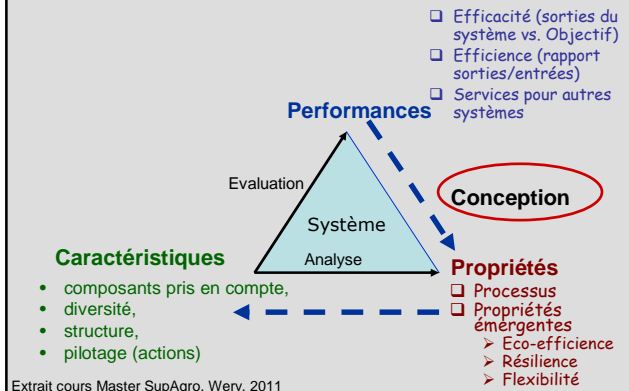 ❑ Efficacité (sorties du
système vs. Objectif)
❑ Efficience (rapport
sorties/entrées)
❑ Services pour autres
systèmes
Performances
Evaluation
Conception
Système
Analyse
Caractéristiques
• composants pris en compte,
• diversité,
• structure,
• pilotage (actions)
Propriétés
❑ Processus
❑ Propriétés
émergentes
➢ Eco-efficience
➢ Résilience
➢ Flexibilité
Extrait cours Master SupAgro, Wery, 2011